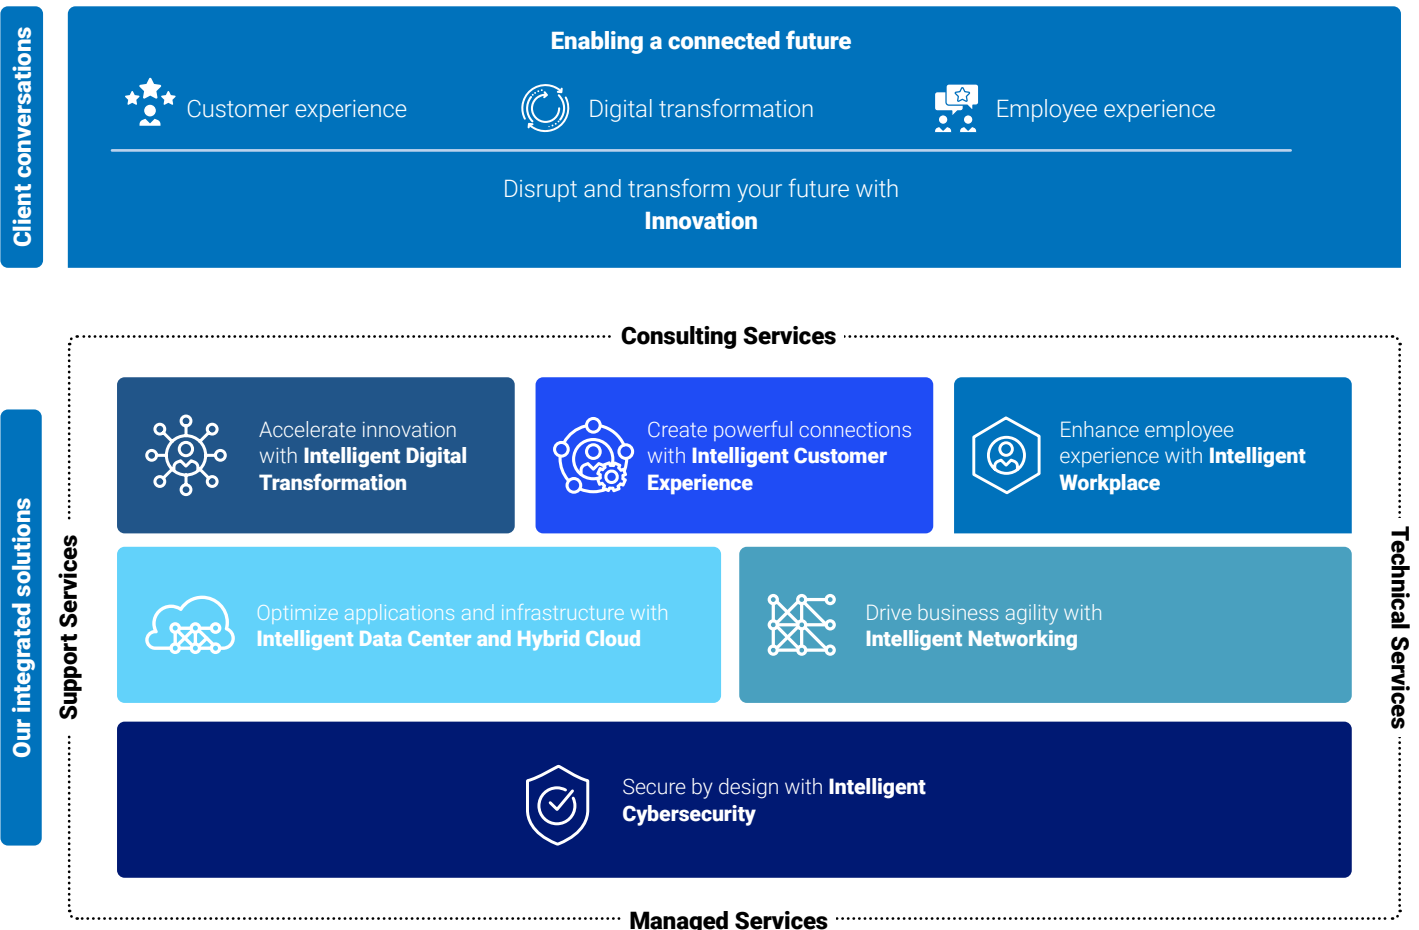 Client conversations
Enabling a connected future
Customer experience
Digital transformation
Employee experience
Disrupt and transform your future with
Innovation
Our integrated solutions
Consulting Services
Support Services
Technical Services
Accelerate innovation
with Intelligent Digital
Transformation
Create powerful connections
with Intelligent Customer
Experience
Enhance employee
experience with Intelligent
Workplace
Optimize applications and infrastructure with
Intelligent Data Center and Hybrid Cloud
Drive business agility with
Intelligent Networking
Secure by design with Intelligent
Cybersecurity
Managed Services